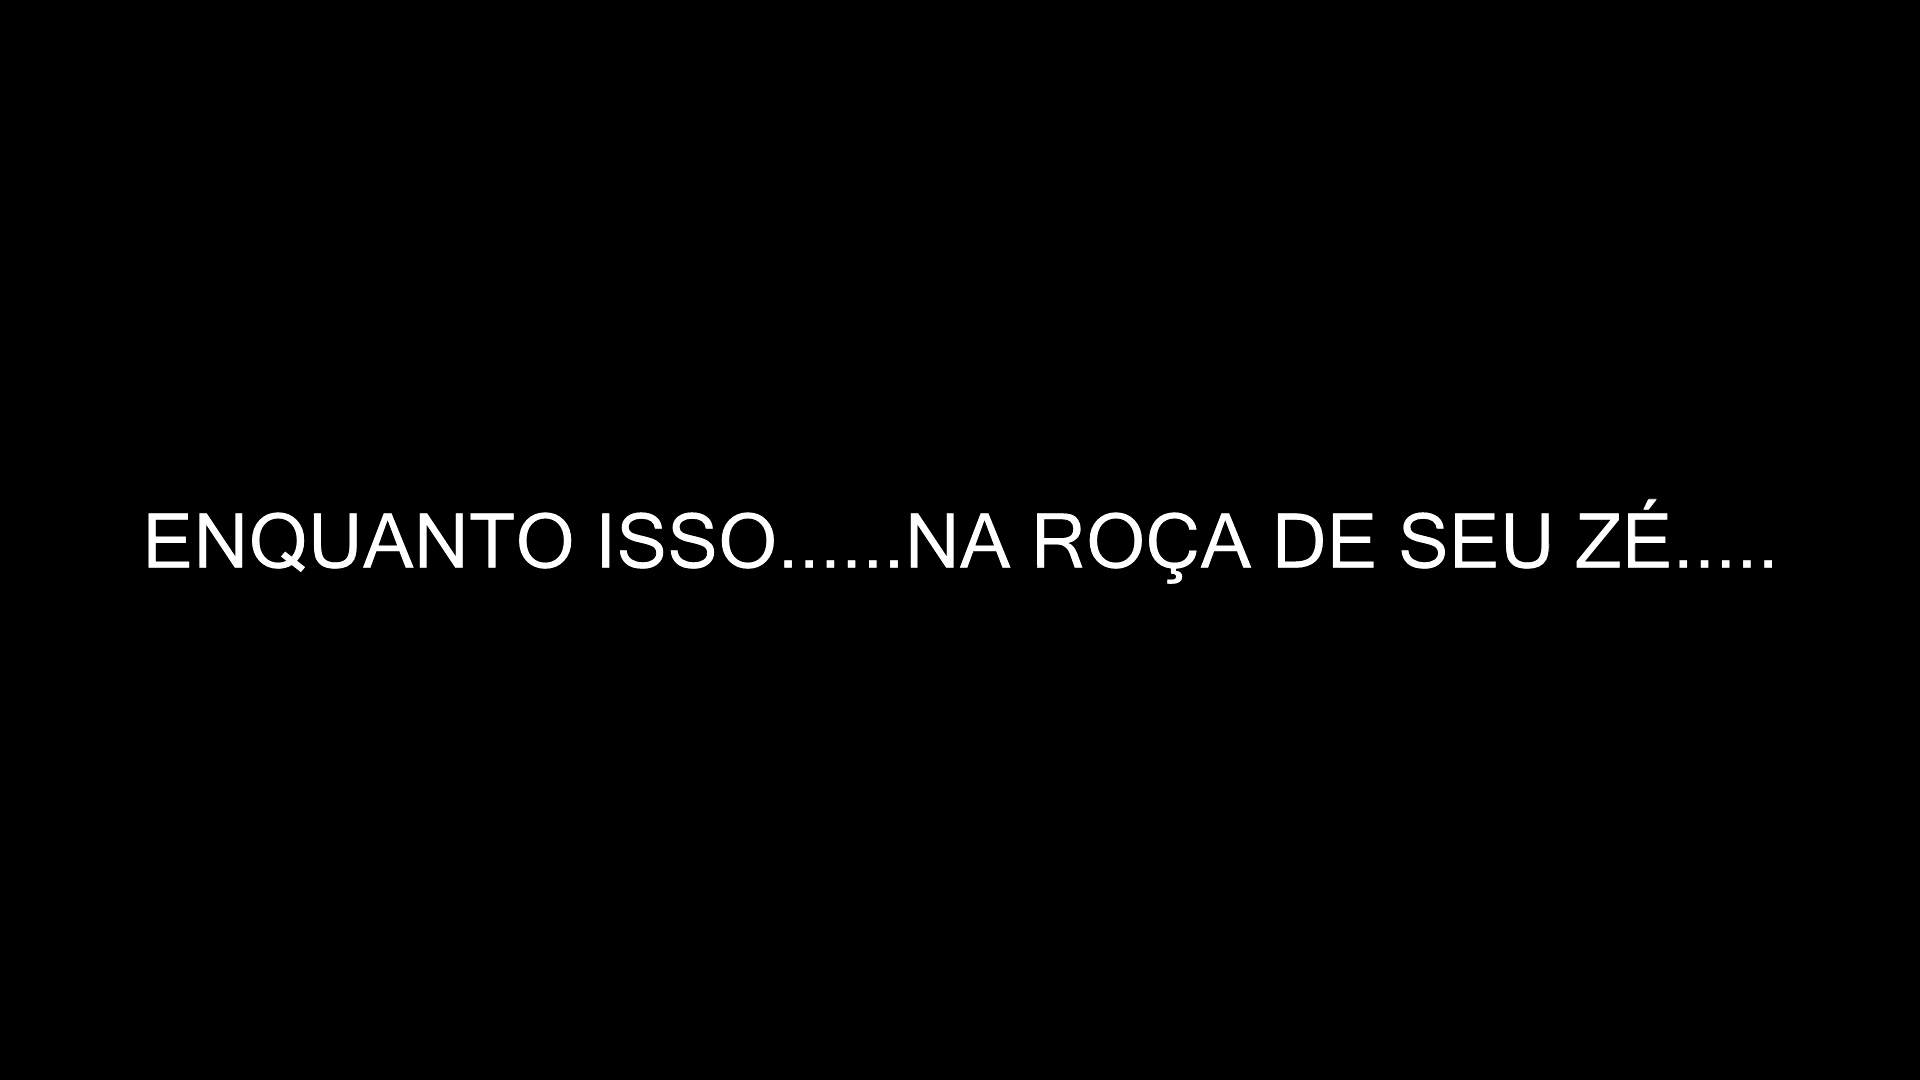 ENQUANTO ISSO......NA ROÇA DE SEU ZÉ.....